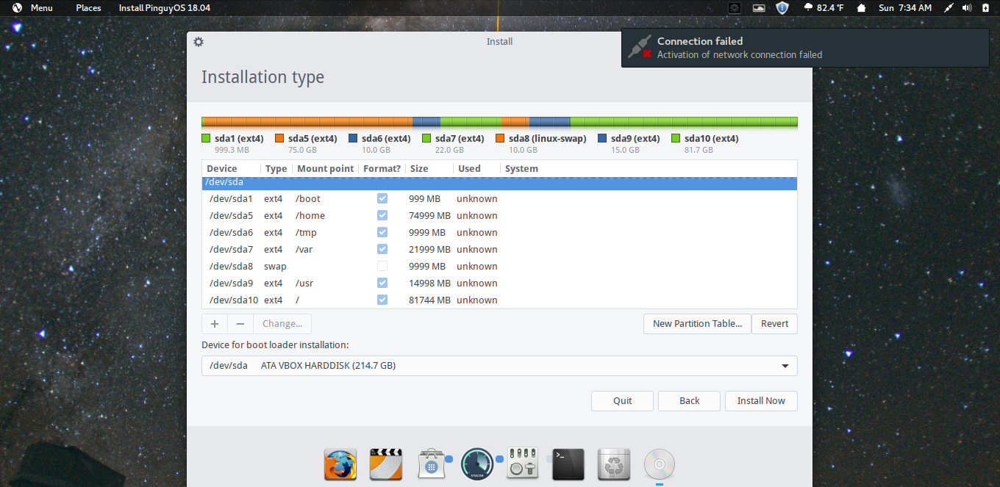 Menu Places Install PinguyOS 18.04 82.4 °F Sun 7:34 AM
Install
Connection failed
Activation of network connection failed
Installation type
sda1 (ext4) sda5 (ext4) sda6 (ext4) sda7 (ext4) sda8 (linux-swap) sda9 (ext4) sda10 (ext4)
999.3 MB 75.0 GB 10.0 GB 22.0 GB 10.0 GB 15.0 GB 81.7 GB
Device Type Mount point Format? Size Used System
/dev/sda
/dev/sda1 ext4 /boot 999 MB unknown
/dev/sda5 ext4 /home 74999 MB unknown
/dev/sda6 ext4 /tmp 9999 MB unknown
/dev/sda7 ext4 /var 21999 MB unknown
/dev/sda8 swap 9999 MB unknown
/dev/sda9 ext4 /usr 14998 MB unknown
/dev/sda10 ext4 / 81744 MB unknown
+ − Change... New Partition Table... Revert
Device for boot loader installation:
/dev/sda ATA VBOX HARDDISK (214.7 GB)
Quit Back Install Now
STACER
>_